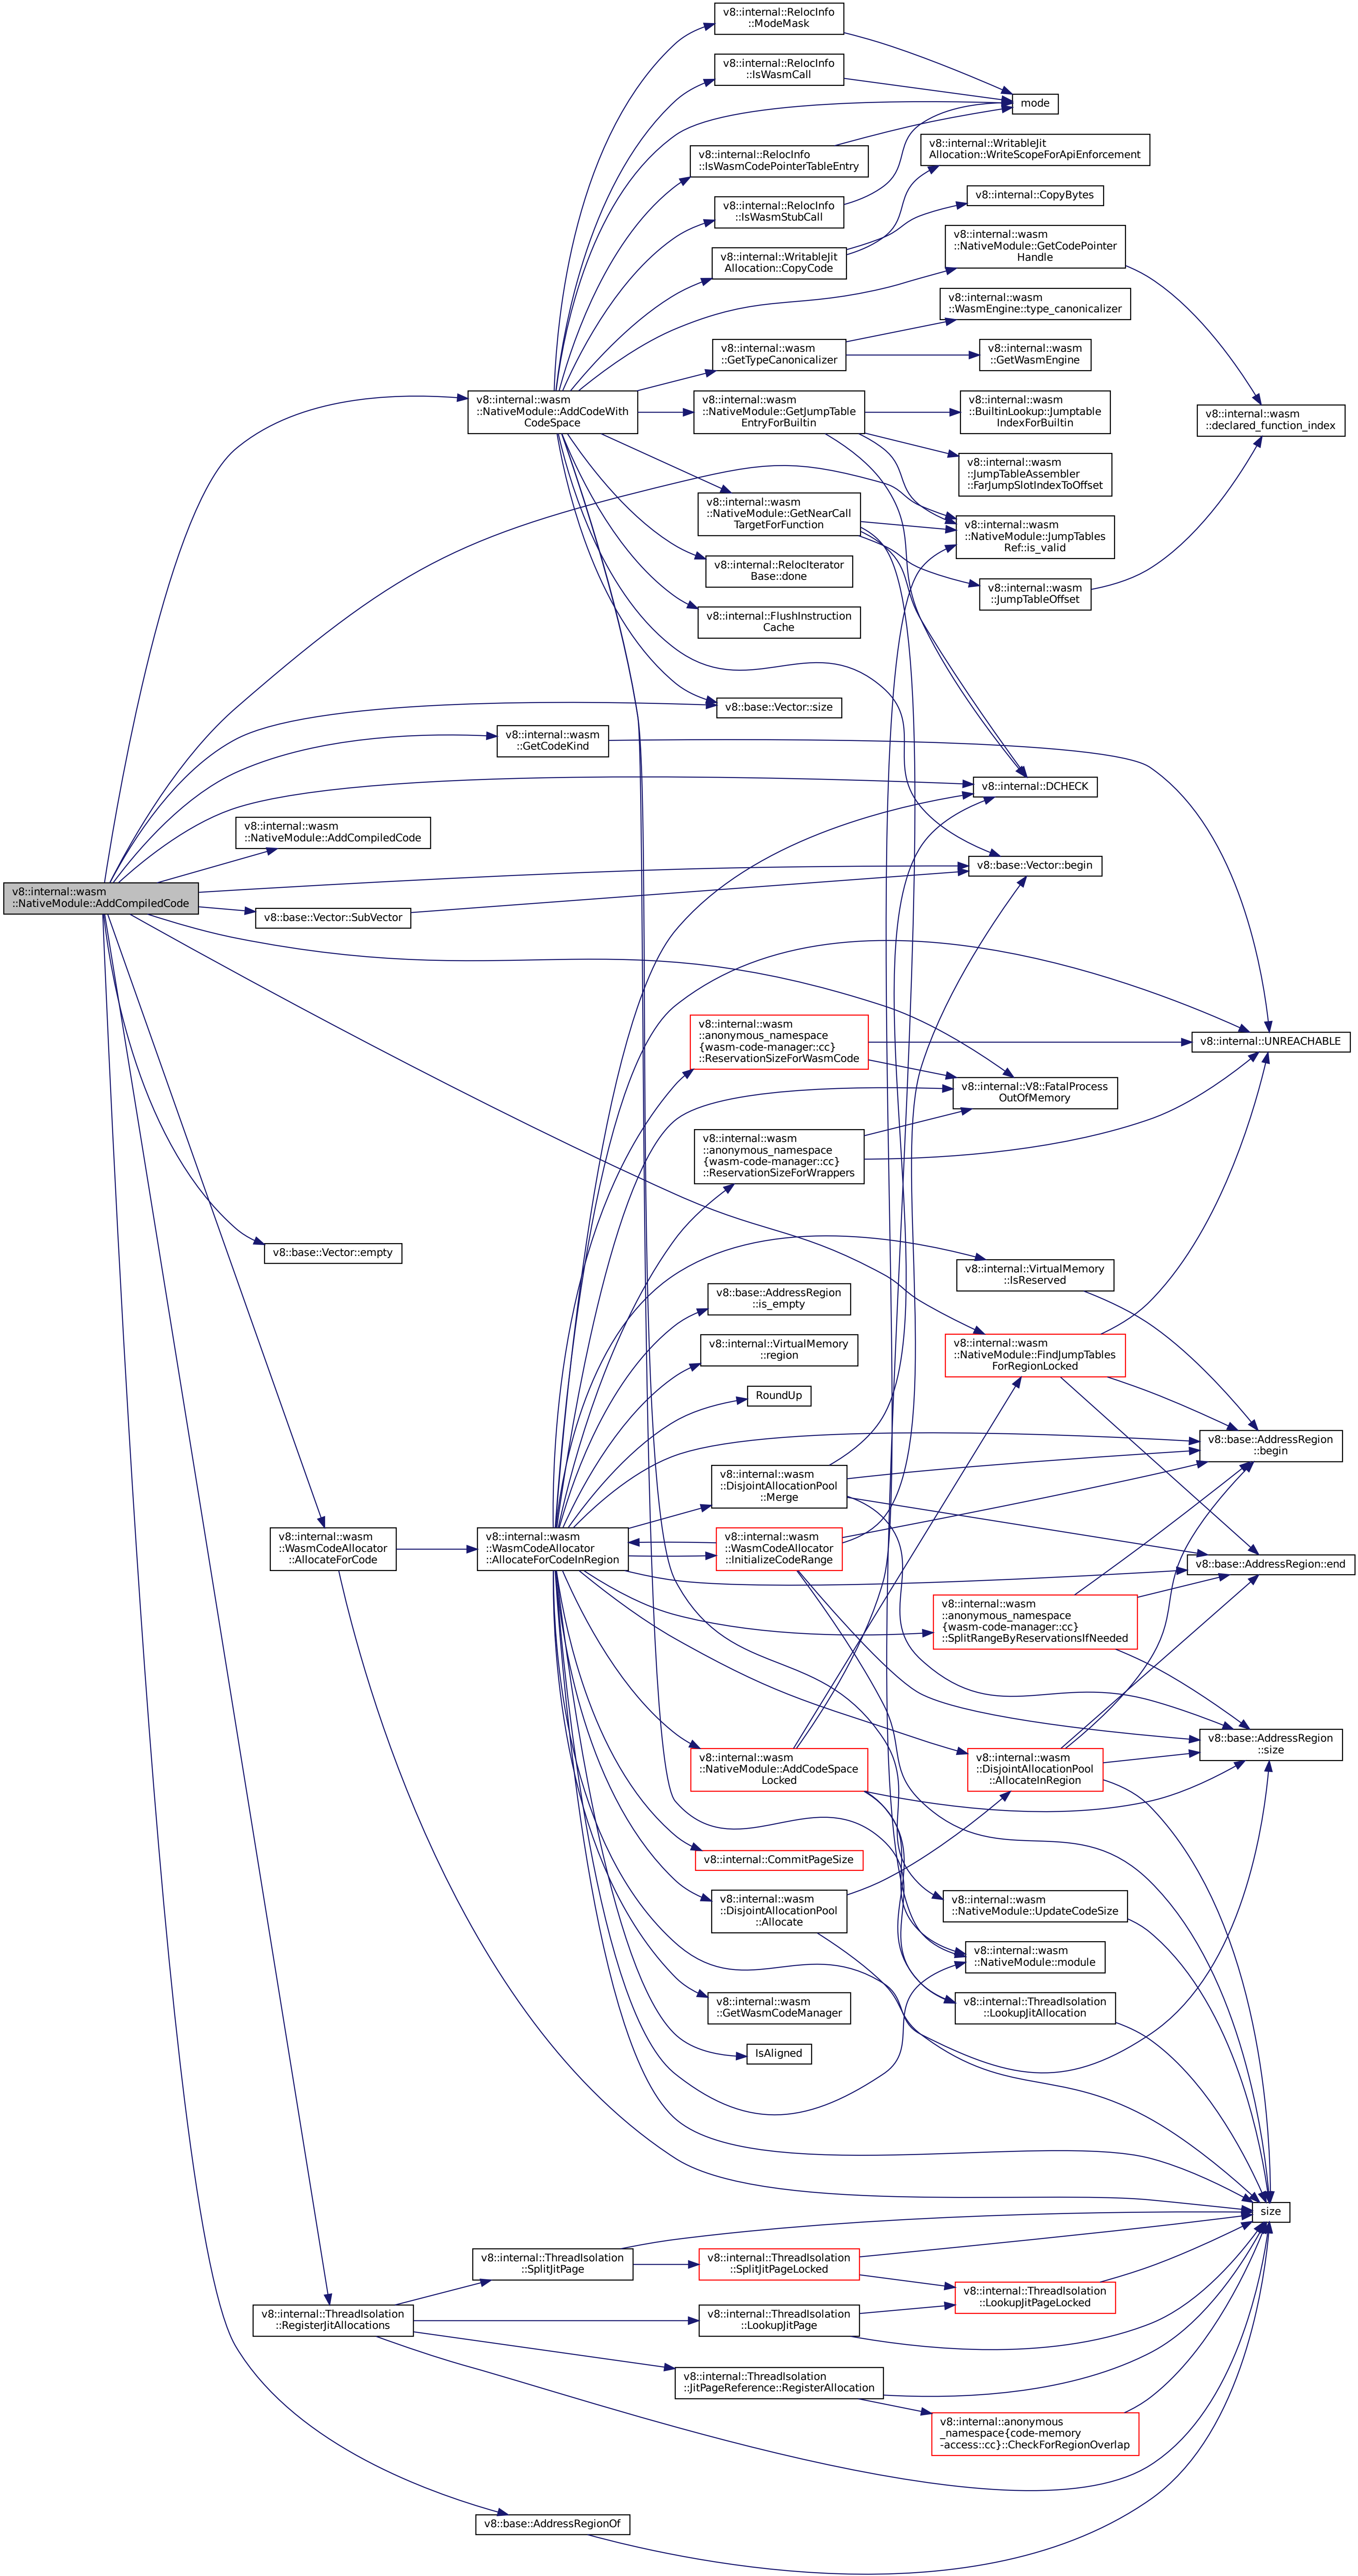 v8::internal::RelocInfo
::ModeMask
v8::internal::RelocInfo
::IsWasmCall
mode
v8::internal::WritableJit
Allocation::WriteScopeForApiEnforcement
v8::internal::RelocInfo
::IsWasmCodePointerTableEntry
v8::internal::CopyBytes
v8::internal::RelocInfo
::IsWasmStubCall
v8::internal::wasm
::NativeModule::GetCodePointer
Handle
v8::internal::WritableJit
Allocation::CopyCode
v8::internal::wasm
::WasmEngine::type_canonicalizer
v8::internal::wasm
::GetTypeCanonicalizer
v8::internal::wasm
::GetWasmEngine
v8::internal::wasm
::NativeModule::AddCodeWith
CodeSpace
v8::internal::wasm
::NativeModule::GetJumpTable
EntryForBuiltin
v8::internal::wasm
::BuiltinLookup::Jumptable
IndexForBuiltin
v8::internal::wasm
::declared_function_index
v8::internal::wasm
::JumpTableAssembler
::FarJumpSlotIndexToOffset
v8::internal::wasm
::NativeModule::GetNearCall
TargetForFunction
v8::internal::wasm
::NativeModule::JumpTables
Ref::is_valid
v8::internal::RelocIterator
Base::done
v8::internal::wasm
::JumpTableOffset
v8::internal::FlushInstruction
Cache
v8::base::Vector::size
v8::internal::wasm
::GetCodeKind
v8::internal::DCHECK
v8::internal::wasm
::NativeModule::AddCompiledCode
v8::base::Vector::begin
v8::internal::wasm
::NativeModule::AddCompiledCode
v8::base::Vector::SubVector
v8::internal::wasm
::anonymous_namespace
{wasm-code-manager::cc}
::ReservationSizeForWasmCode
v8::internal::UNREACHABLE
v8::internal::V8::FatalProcess
OutOfMemory
v8::internal::wasm
::anonymous_namespace
{wasm-code-manager::cc}
::ReservationSizeForWrappers
v8::base::Vector::empty
v8::internal::VirtualMemory
::IsReserved
v8::base::AddressRegion
::is_empty
v8::internal::VirtualMemory
::region
v8::internal::wasm
::NativeModule::FindJumpTables
ForRegionLocked
RoundUp
v8::base::AddressRegion
::begin
v8::internal::wasm
::DisjointAllocationPool
::Merge
v8::internal::wasm
::WasmCodeAllocator
::AllocateForCode
v8::internal::wasm
::WasmCodeAllocator
::AllocateForCodeInRegion
v8::internal::wasm
::WasmCodeAllocator
::InitializeCodeRange
v8::base::AddressRegion::end
v8::internal::wasm
::anonymous_namespace
{wasm-code-manager::cc}
::SplitRangeByReservationsIfNeeded
v8::base::AddressRegion
::size
v8::internal::wasm
::NativeModule::AddCodeSpace
Locked
v8::internal::wasm
::DisjointAllocationPool
::AllocateInRegion
v8::internal::CommitPageSize
v8::internal::wasm
::DisjointAllocationPool
::Allocate
v8::internal::wasm
::NativeModule::UpdateCodeSize
v8::internal::wasm
::NativeModule::module
v8::internal::wasm
::GetWasmCodeManager
v8::internal::ThreadIsolation
::LookupJitAllocation
IsAligned
size
v8::internal::ThreadIsolation
::SplitJitPage
v8::internal::ThreadIsolation
::SplitJitPageLocked
v8::internal::ThreadIsolation
::LookupJitPageLocked
v8::internal::ThreadIsolation
::RegisterJitAllocations
v8::internal::ThreadIsolation
::LookupJitPage
v8::internal::ThreadIsolation
::JitPageReference::RegisterAllocation
v8::internal::anonymous
_namespace{code-memory
-access::cc}::CheckForRegionOverlap
v8::base::AddressRegionOf